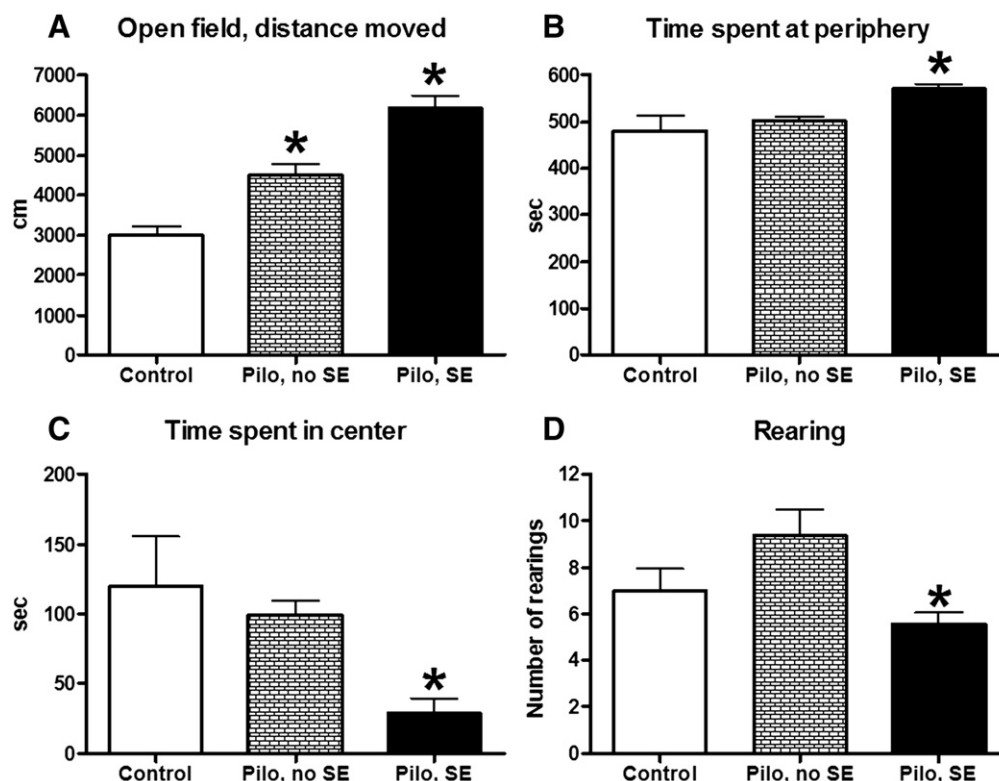 A Open field, distance moved
7000
6000
5000
4000
3000
2000
1000
0
cm
*
*
Control Pilo, no SE Pilo, SE
B Time spent at periphery
600
500
400
300
200
100
0
sec
*
Control Pilo, no SE Pilo, SE
C Time spent in center
200
150
100
50
0
sec
*
Control Pilo, no SE Pilo, SE
D Rearing
12
10
8
6
4
2
0
Number of rearings
*
Control Pilo, no SE Pilo, SE